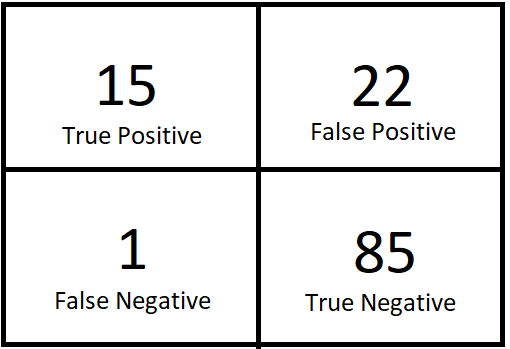 15
True Positive
22
False Positive
1
False Negative
85
True Negative